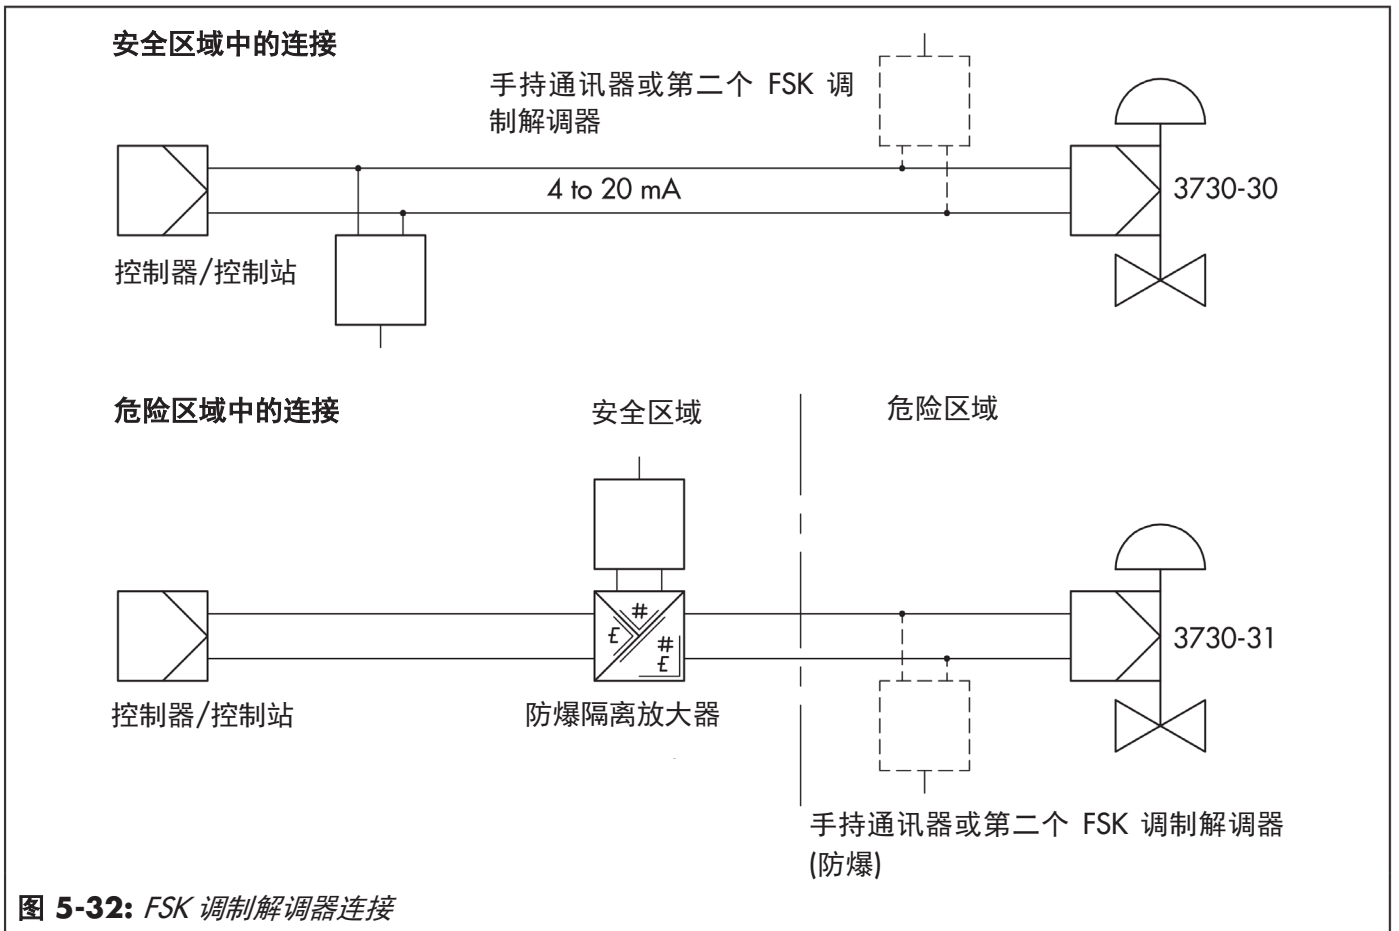 安全区域中的连接
手持通讯器或第二个 FSK 调
制解调器
4 to 20 mA
3730-30
控制器/控制站
危险区域中的连接
安全区域
危险区域
#
E
#
E
3730-31
控制器/控制站
防爆隔离放大器
手持通讯器或第二个 FSK 调制解调器
(防爆)
图 5-32: FSK 调制解调器连接